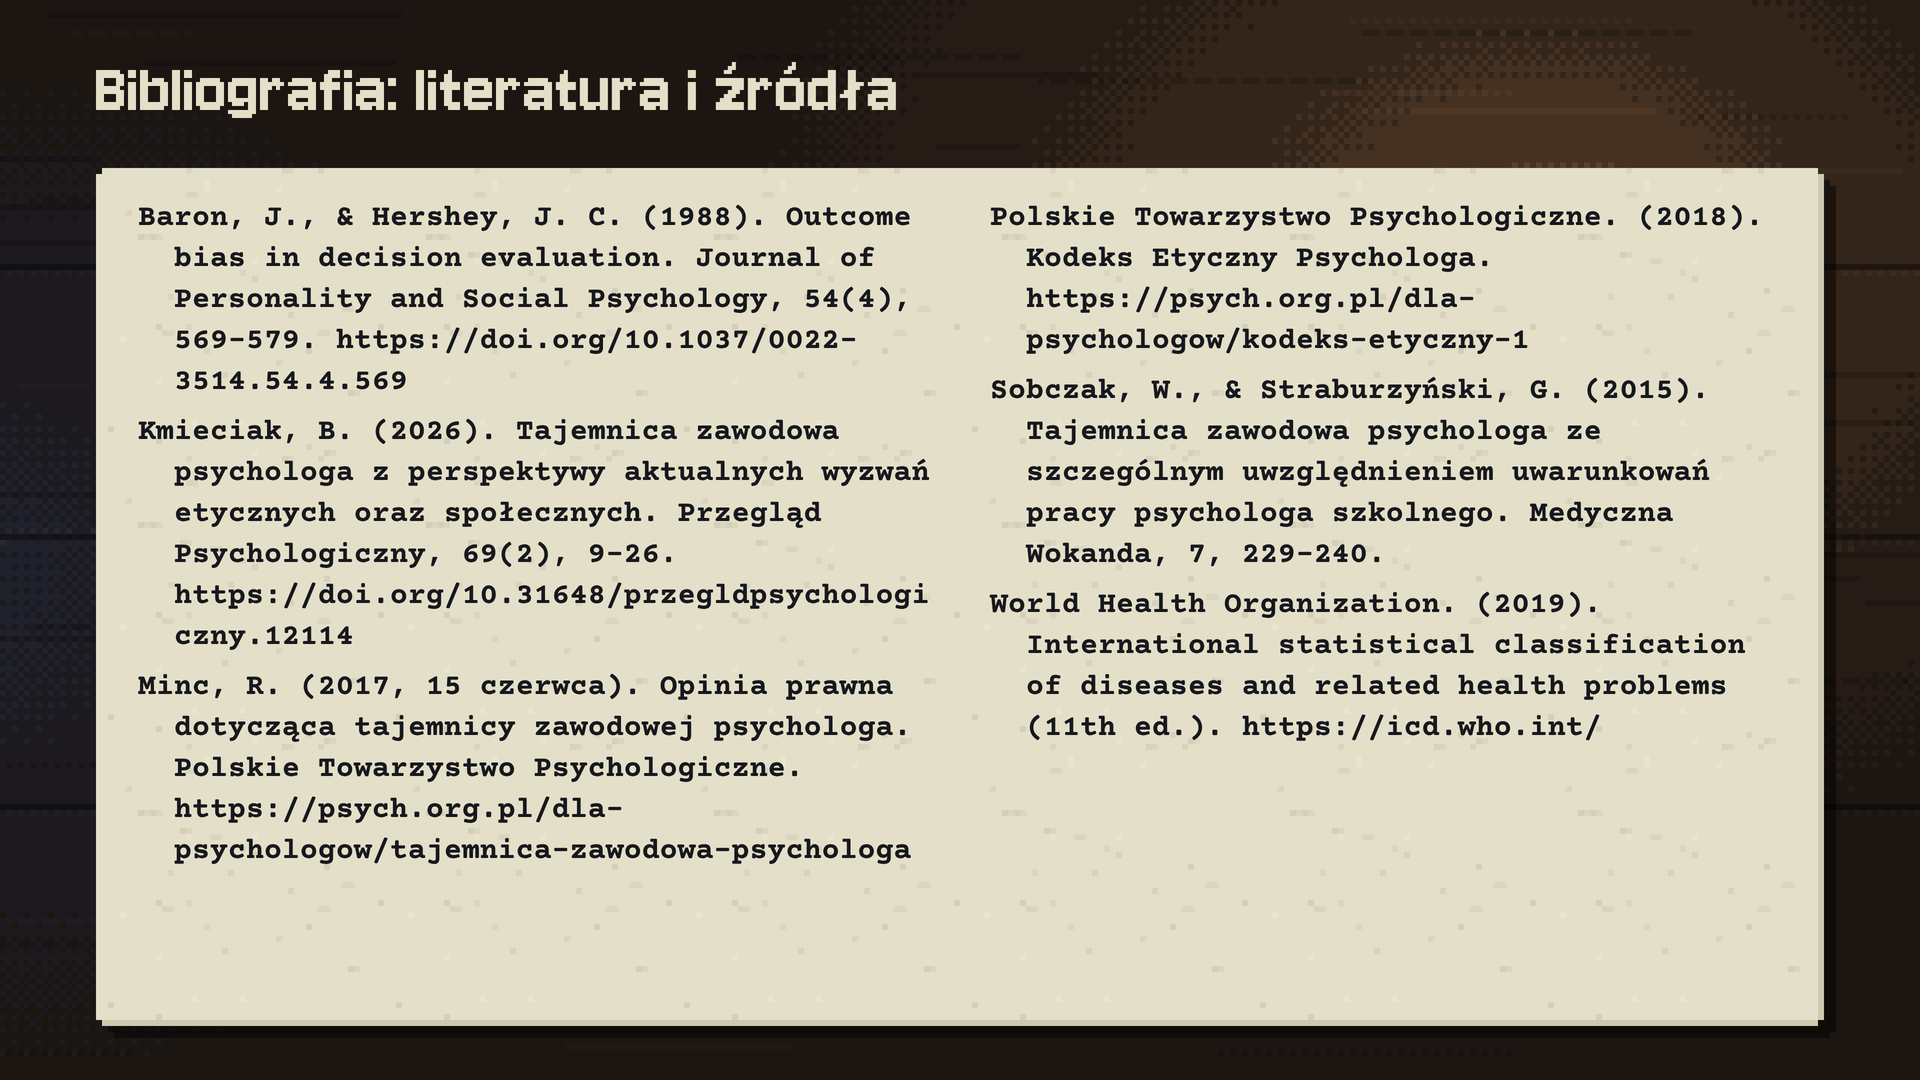 Bibliografia: literatura i źródła
Baron, J., & Hershey, J. C. (1988). Outcome
bias in decision evaluation. Journal of
Personality and Social Psychology, 54(4),
569–579. https://doi.org/10.1037/0022-
3514.54.4.569
Kmieciak, B. (2026). Tajemnica zawodowa
psychologa z perspektywy aktualnych wyzwań
etycznych oraz społecznych. Przegląd
Psychologiczny, 69(2), 9–26.
https://doi.org/10.31648/przegldpsychologi
czny.12114
Minc, R. (2017, 15 czerwca). Opinia prawna
dotycząca tajemnicy zawodowej psychologa.
Polskie Towarzystwo Psychologiczne.
https://psych.org.pl/dla-
psychologow/tajemnica-zawodowa-psychologa
Polskie Towarzystwo Psychologiczne. (2018).
Kodeks Etyczny Psychologa.
https://psych.org.pl/dla-
psychologow/kodeks-etyczny-1
Sobczak, W., & Straburzyński, G. (2015).
Tajemnica zawodowa psychologa ze
szczególnym uwzględnieniem uwarunkowań
pracy psychologa szkolnego. Medyczna
Wokanda, 7, 229–240.
World Health Organization. (2019).
International statistical classification
of diseases and related health problems
(11th ed.). https://icd.who.int/